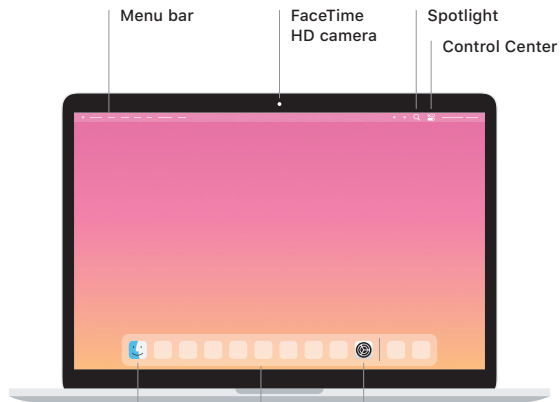 Menu bar
FaceTime
HD camera
Spotlight
Control Center